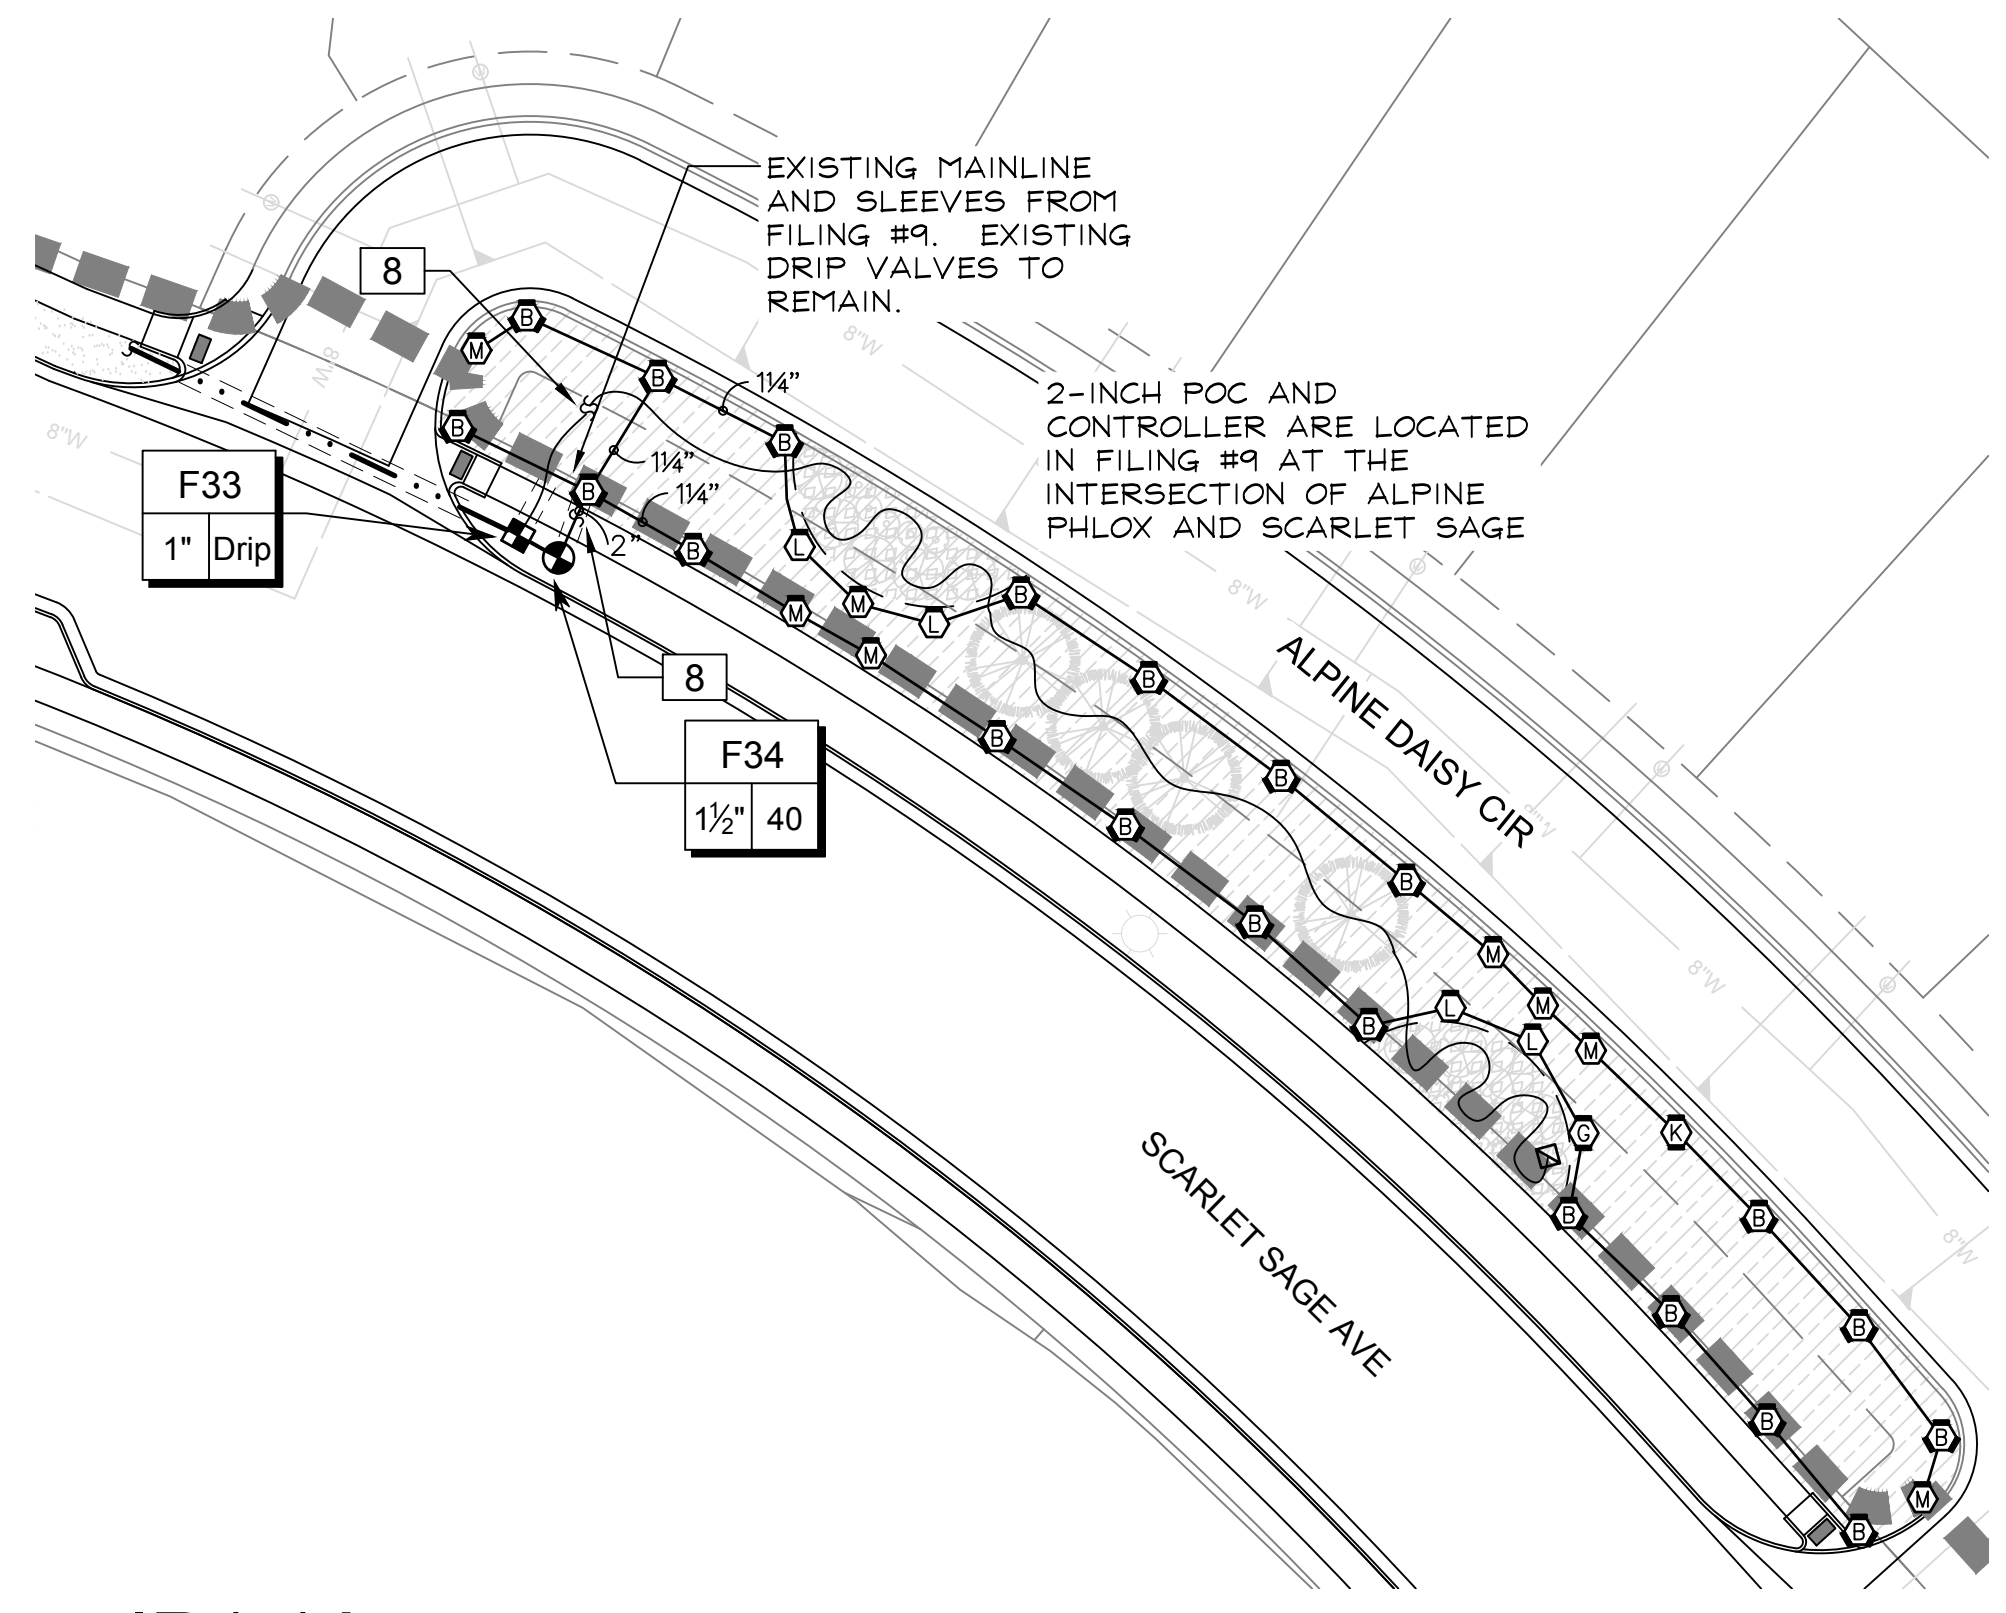 EXISTING MAINLINE
AND SLEEVES FROM
FILING #9. EXISTING
DRIP VALVES TO
REMAIN.
8
B
M
B
8"W
8"W
1¼"
2-INCH POC AND
CONTROLLER ARE LOCATED
IN FILING #9 AT THE
INTERSECTION OF ALPINE
PHLOX AND SCARLET SAGE
B
B
8"W
1¼"
F33
1" Drip
B
1¼"
2"
B
L
M
M
L
B
8"W
M
8
B
ALPINE DAISY CIR
F34
1½" 40
B
B
8"W
B
B
B
M
8"W
L
M
B
L
M
G
K
SCARLET SAGE AVE
B
B
8"W
B
B
B
B
M
B